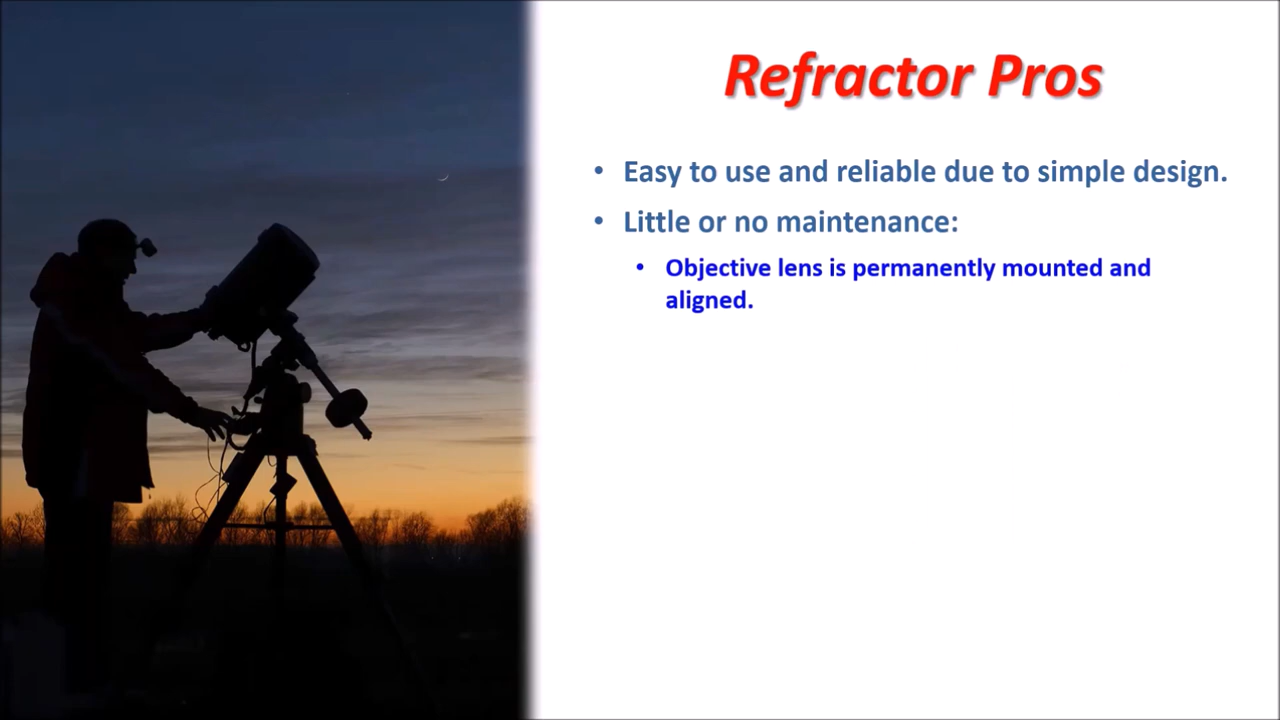 Refractor Pros
• Easy to use and reliable due to simple design.
• Little or no maintenance:
• Objective lens is permanently mounted and
aligned.